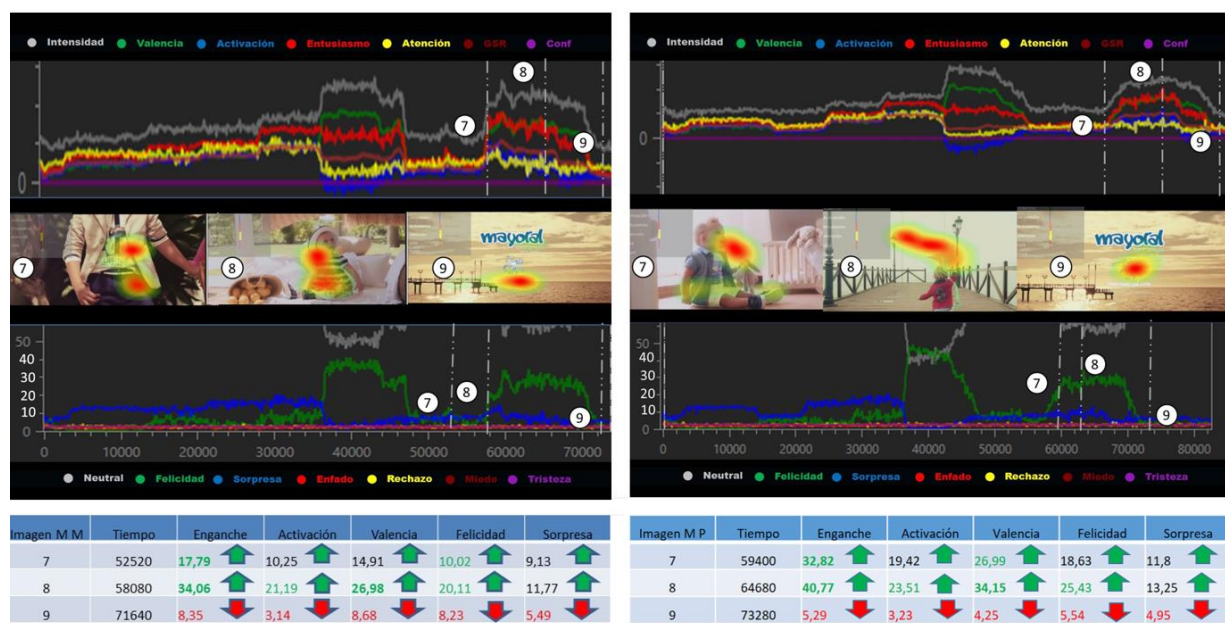 Intensidad Valencia Activación Entusiasmo Atención GSR Conf
8
7
9
0
7
8
9
mayoral
50
40
30
20
10
0
7
8
9
0 10000 20000 30000 40000 50000 60000 70000
Neutral Felicidad Sorpresa Enfado Rechazo Miedo Tristeza
Imagen M M Tiempo Enganche Activación Valencia Felicidad Sorpresa
7 52520 17,79 10,25 14,91 10,02 9,13
8 58080 34,06 21,19 26,98 20,11 11,77
9 71640 8,35 3,14 8,68 8,23 5,49
Intensidad Valencia Activación Entusiasmo Atención GSR Conf
8
7
9
0
7
8
9
mayoral
50
40
30
20
10
0
7
8
9
0 10000 20000 30000 40000 50000 60000 70000 80000
Neutral Felicidad Sorpresa Enfado Rechazo Miedo Tristeza
Imagen M P Tiempo Enganche Activación Valencia Felicidad Sorpresa
7 59400 32,82 19,42 26,99 18,63 11,8
8 64680 40,77 23,51 34,15 25,43 13,25
9 73280 5,29 3,23 4,25 5,54 4,95